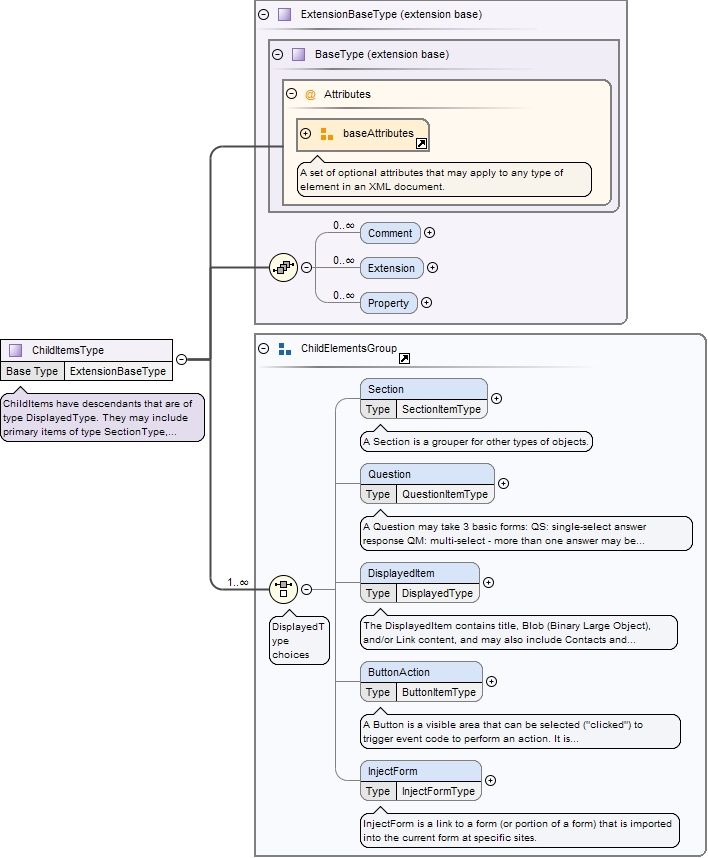 ExtensionBaseType (extension base)
BaseType (extension base)
@ Attributes
baseAttributes
A set of optional attributes that may apply to any type of
element in an XML document.
0..∞
Comment
0..∞
Extension
0..∞
Property
ChildItemsType
Base Type ExtensionBaseType
ChildItems have descendants that are of
type DisplayedType. They may include
primary items of type SectionType,...
ChildElementsGroup
1..∞
DisplayedT
ype
choices
Section
Type SectionItemType
A Section is a grouper for other types of objects.
Question
Type QuestionItemType
A Question may take 3 basic forms: QS: single-select answer
response QM: multi-select - more than one answer may be...
DisplayedItem
Type DisplayedType
The DisplayedItem contains title, Blob (Binary Large Object),
and/or Link content, and may also include Contacts and...
ButtonAction
Type ButtonItemType
A Button is a visible area that can be selected ("clicked") to
trigger event code to perform an action. It is...
InjectForm
Type InjectFormType
InjectForm is a link to a form (or portion of a form) that is imported
into the current form at specific sites.